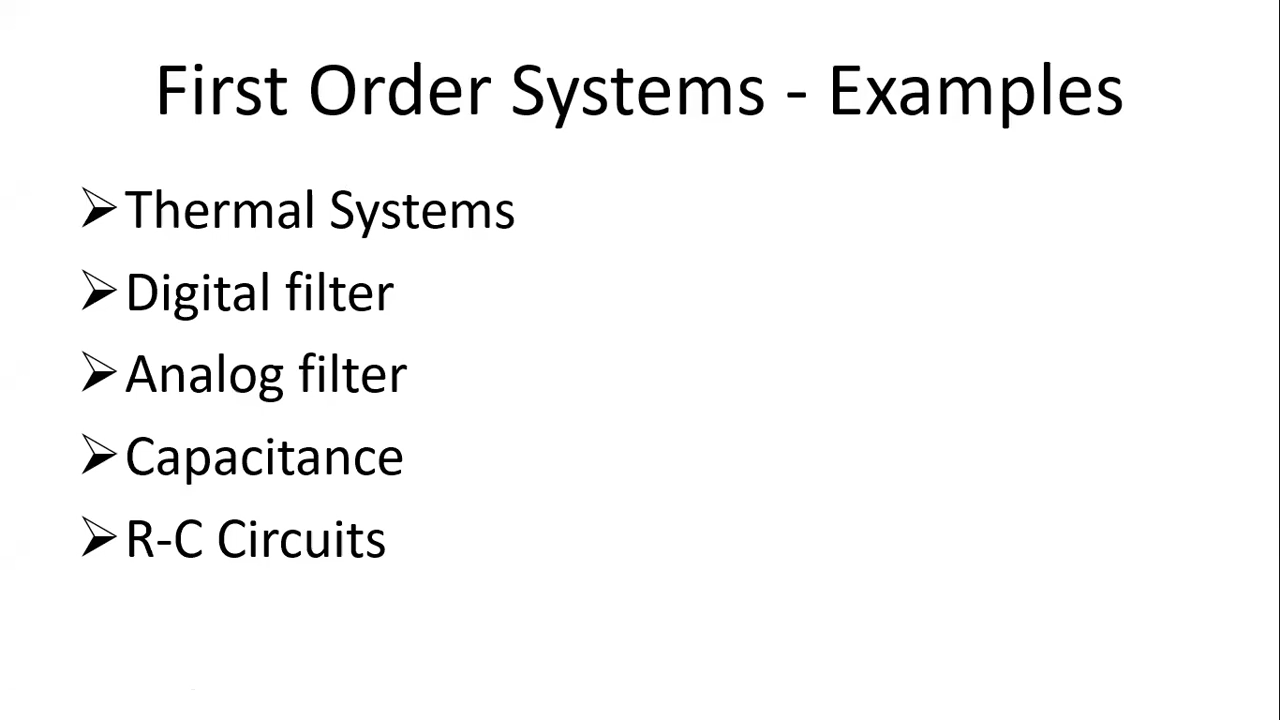 First Order Systems - Examples
➢Thermal Systems
➢Digital filter
➢Analog filter
➢Capacitance
➢R-C Circuits